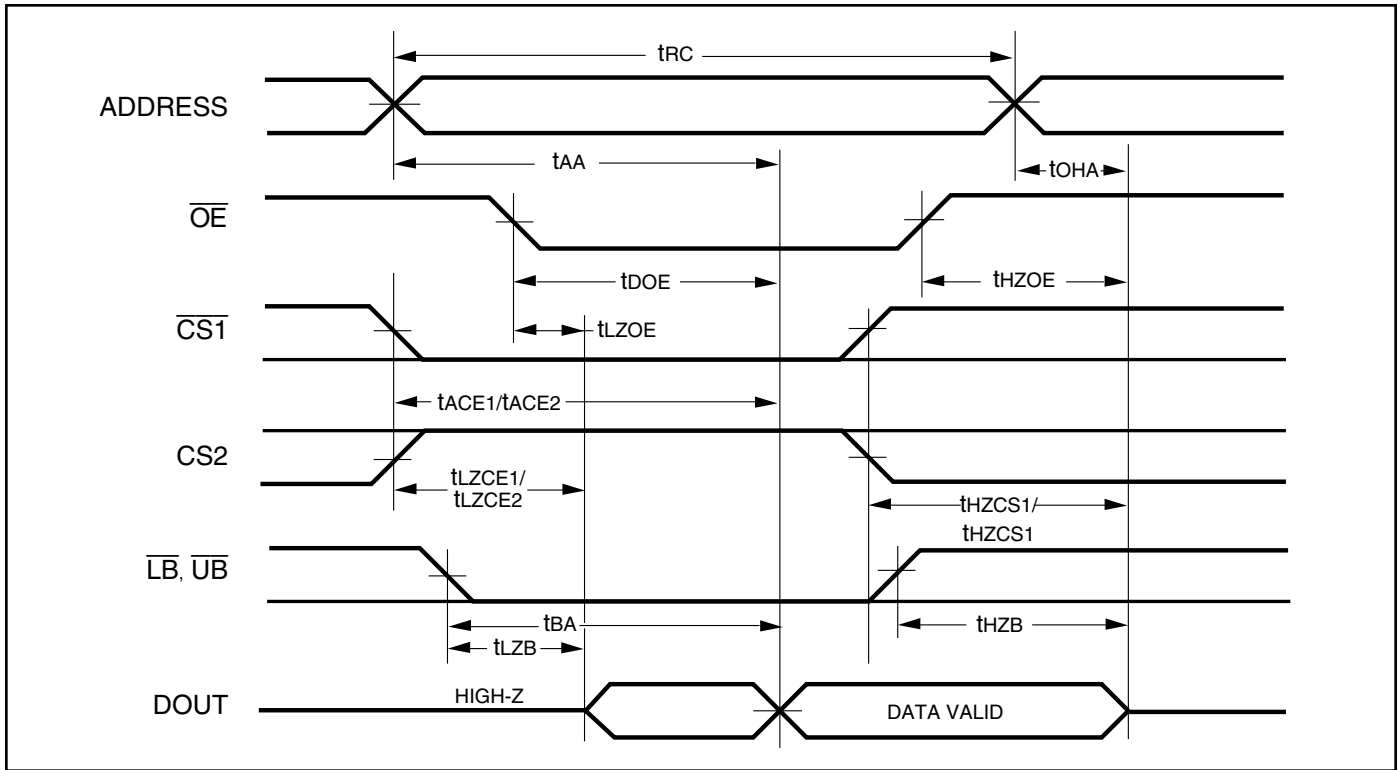 tRC
ADDRESS
tAA
tOHA
OE
tDOE
tHZOE
CS1
tLZOE
tACE1/tACE2
CS2
tLZCE1/
tLZCE2
tHZCS1/
tHZCS1
LB, UB
tBA
tHZB
tLZB
DOUT
HIGH-Z
DATA VALID